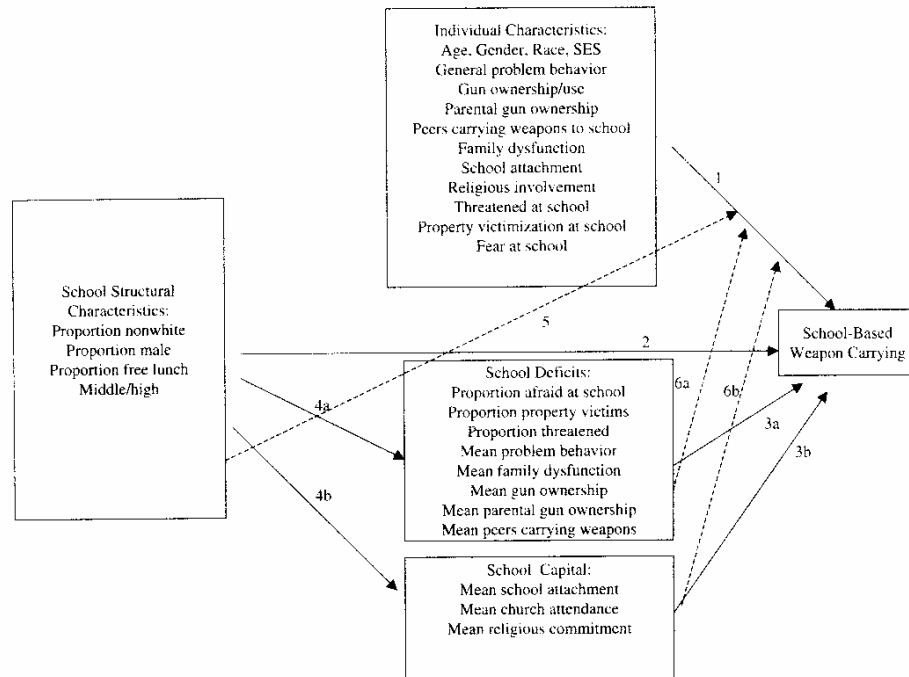 Individual Characteristics:
Age, Gender, Race, SES
General problem behavior
Gun ownership/use
Parental gun ownership
Peers carrying weapons to school
Family dysfunction
School attachment
Religious involvement
Threatened at school
Property victimization at school
Fear at school
1
School Structural
Characteristics:
Proportion nonwhite
Proportion male
Proportion free lunch
Middle/high
5
2
School-Based
Weapon Carrying
4a
School Deficits:
Proportion afraid at school
Proportion property victims
Proportion threatened
Mean problem behavior
Mean family dysfunction
Mean gun ownership
Mean parental gun ownership
Mean peers carrying weapons
6a
6b
3a
3b
4b
School Capital:
Mean school attachment
Mean church attendance
Mean religious commitment